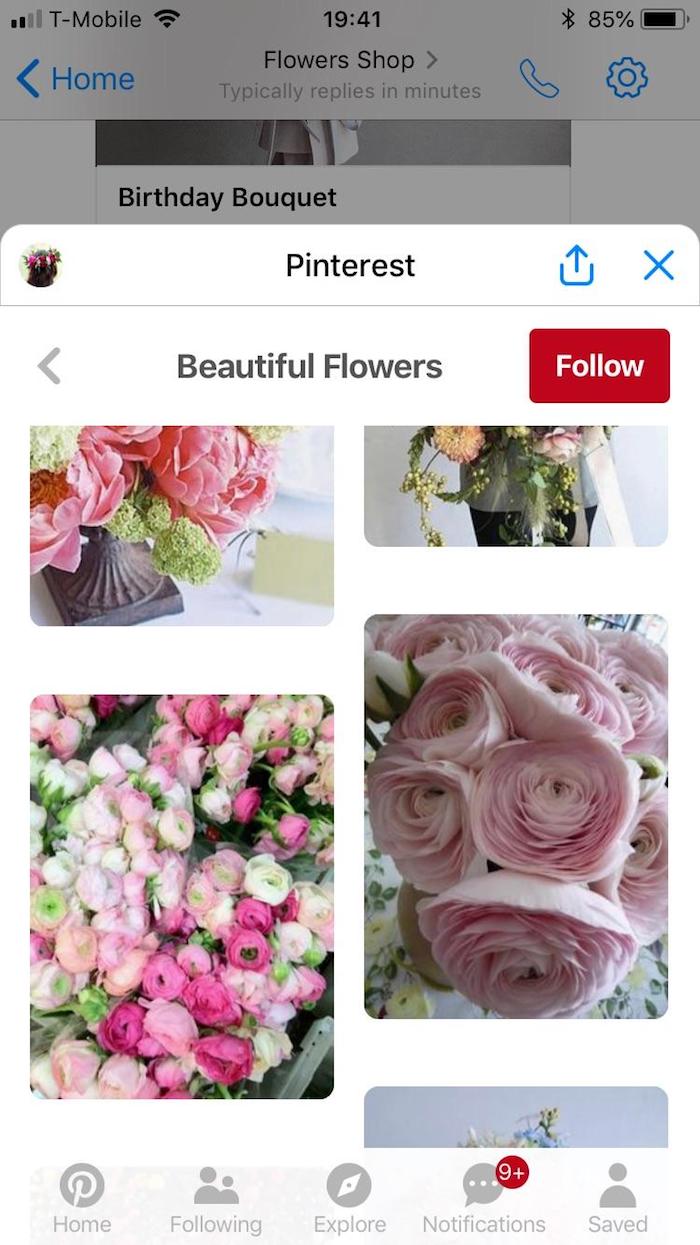 T-Mobile 19:41 85%
Home Flowers Shop
Typically replies in minutes
Birthday Bouquet
Pinterest
Beautiful Flowers Follow
9+
Home Following Explore Notifications Saved